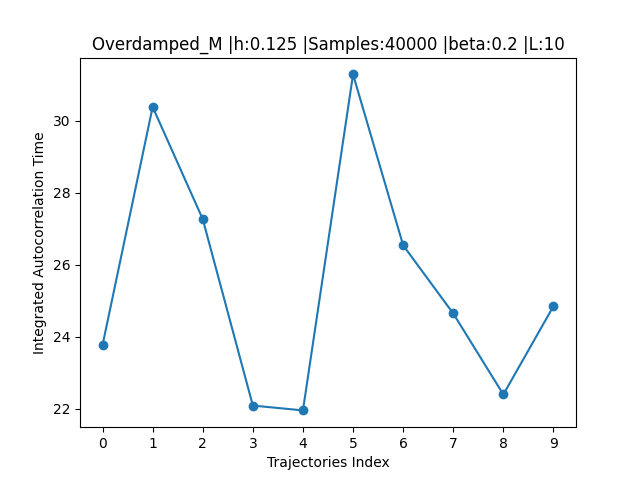 Overdamped_M |h:0.125 |Samples:40000 |beta:0.2 |L:10
Integrated Autocorrelation Time
30
28
26
24
22
0 1 2 3 4 5 6 7 8 9
Trajectories Index